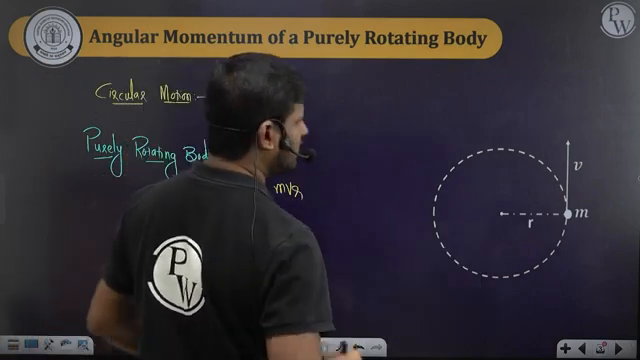 Angular Momentum of a Purely Rotating Body
Circular Motion:-
Purely Rotating Bod
mvr
v
m
r
PW